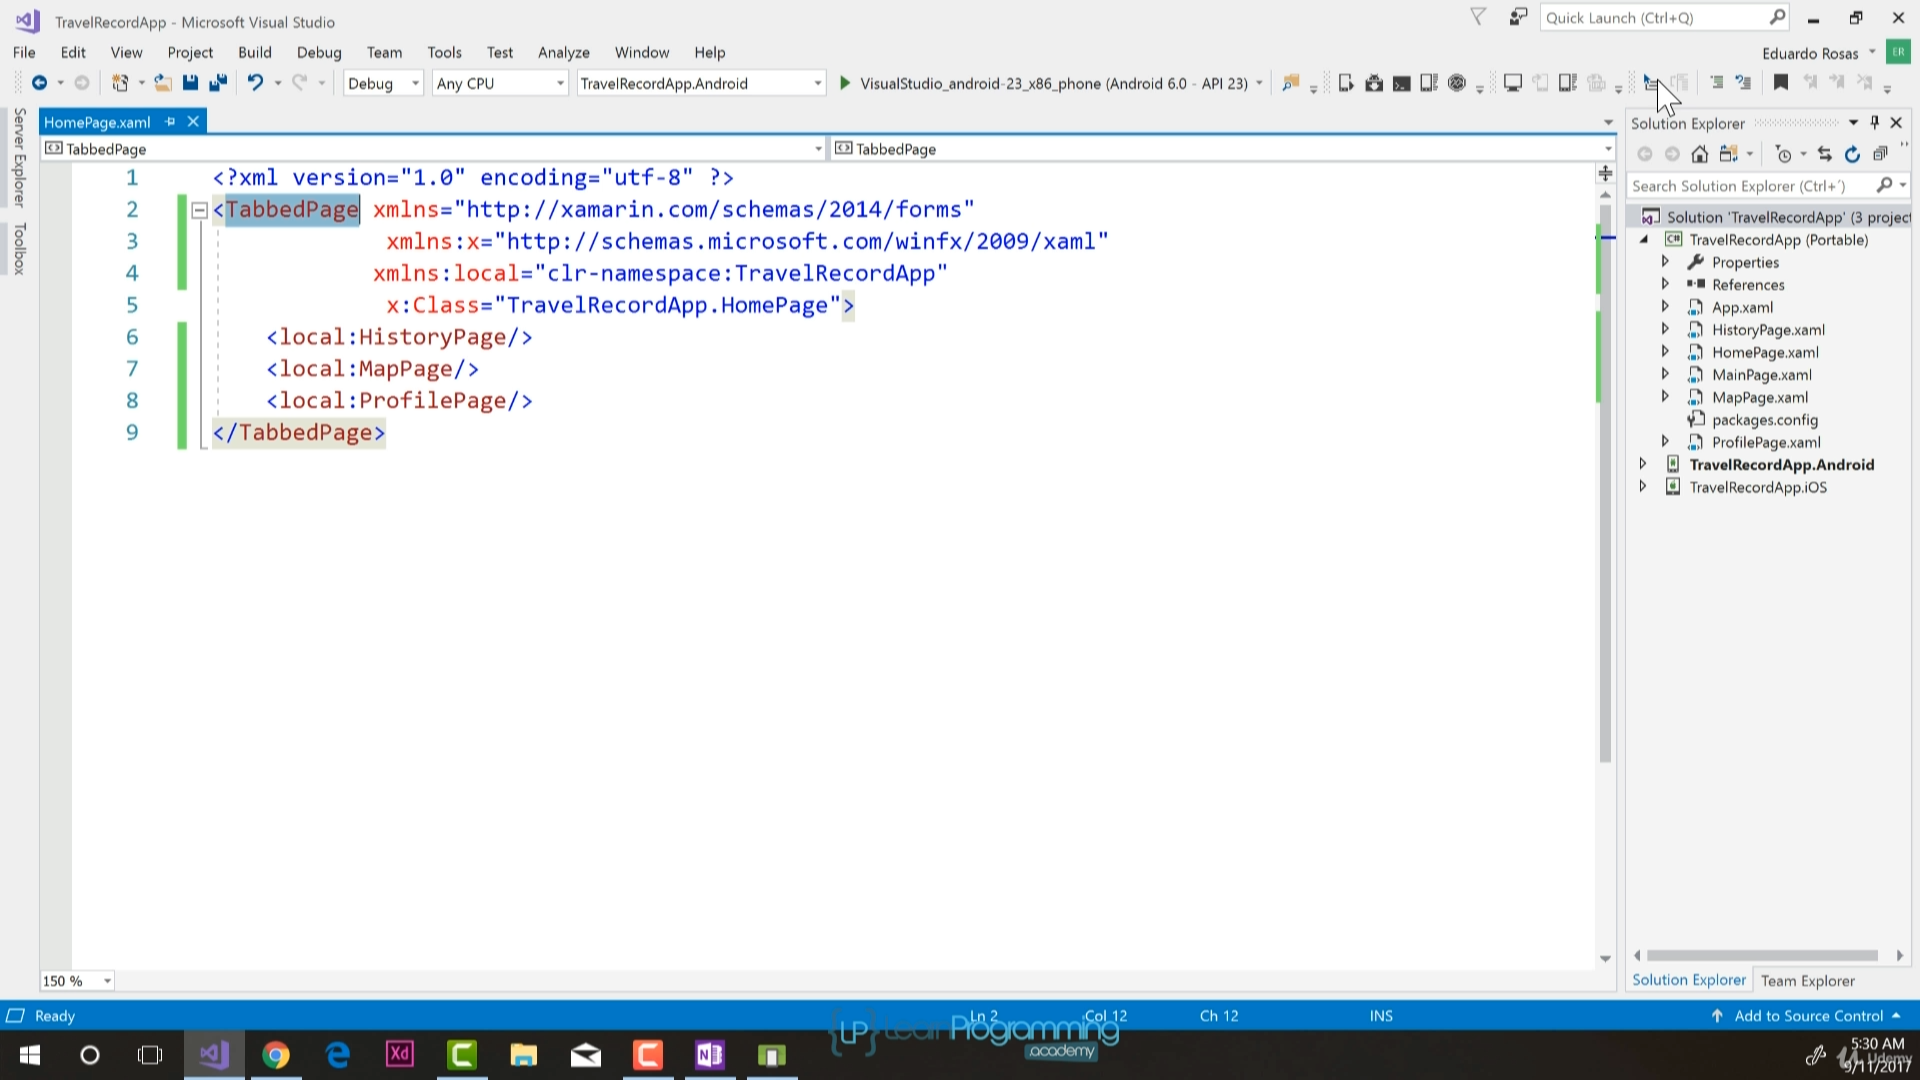 TravelRecordApp - Microsoft Visual Studio
Quick Launch (Ctrl+Q)
File Edit View Project Build Debug Team Tools Test Analyze Window Help
Eduardo Rosas ER
Debug Any CPU TravelRecordApp.Android VisualStudio_android-23_x86_phone (Android 6.0 - API 23)
Server Explorer
Toolbox
HomePage.xaml
TabbedPage TabbedPage
1 <?xml version="1.0" encoding="utf-8" ?>
2 <TabbedPage xmlns="http://xamarin.com/schemas/2014/forms"
3 xmlns:x="http://schemas.microsoft.com/winfx/2009/xaml"
4 xmlns:local="clr-namespace:TravelRecordApp"
5 x:Class="TravelRecordApp.HomePage">
6 <local:HistoryPage/>
7 <local:MapPage/>
8 <local:ProfilePage/>
9 </TabbedPage>
150 %
Solution Explorer
Search Solution Explorer (Ctrl+´)
Solution 'TravelRecordApp' (3 project
TravelRecordApp (Portable)
Properties
References
App.xaml
HistoryPage.xaml
HomePage.xaml
MainPage.xaml
MapPage.xaml
packages.config
ProfilePage.xaml
TravelRecordApp.Android
TravelRecordApp.iOS
Solution Explorer Team Explorer
Ready Ln 2 Col 12 Ch 12 INS Add to Source Control
{LP} Learn Programming
.academy
Xd
N
5:30 AM
9/11/2017
Udemy